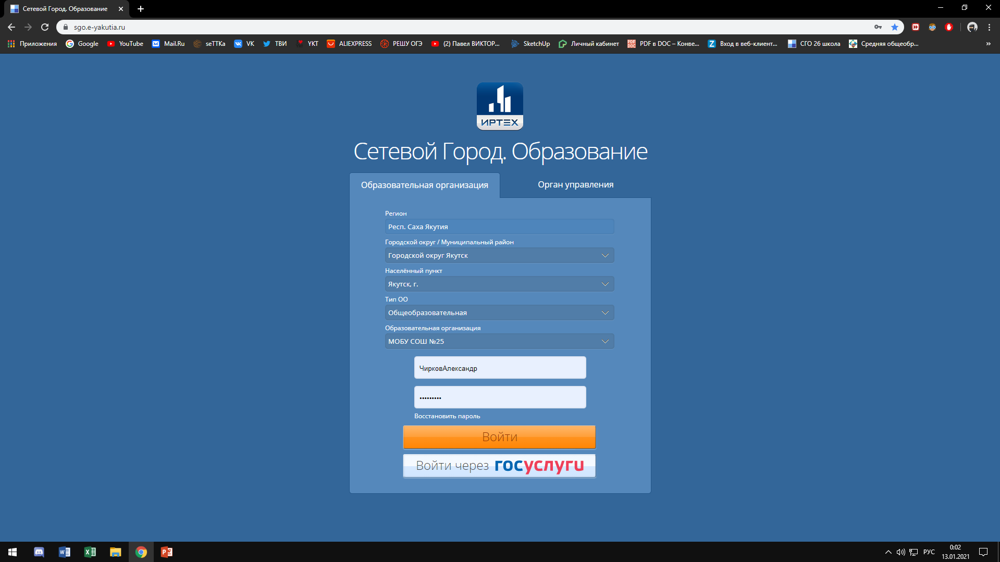 Сетевой Город. Образование
sgo.e-yakutia.ru
Приложения Google YouTube Mail.Ru seTTKa VK ТВИ YKT ALIEXPRESS РЕШУ ОГЭ (2) Павел ВИКТОР... SketchUp Личный кабинет PDF в DOC – Конве... Вход в веб-клиент... СГО 26 школа Средняя общеобр...
ИРТЕХ
Сетевой Город. Образование
Образовательная организация Орган управления
Регион
Респ. Саха Якутия
Городской округ / Муниципальный район
Городской округ Якутск
Населённый пункт
Якутск, г.
Тип ОО
Общеобразовательная
Образовательная организация
МОБУ СОШ №25
ЧирковАлександр
•••••••••
Восстановить пароль
Войти
Войти через госуслуги
РУС
0:02
13.01.2021